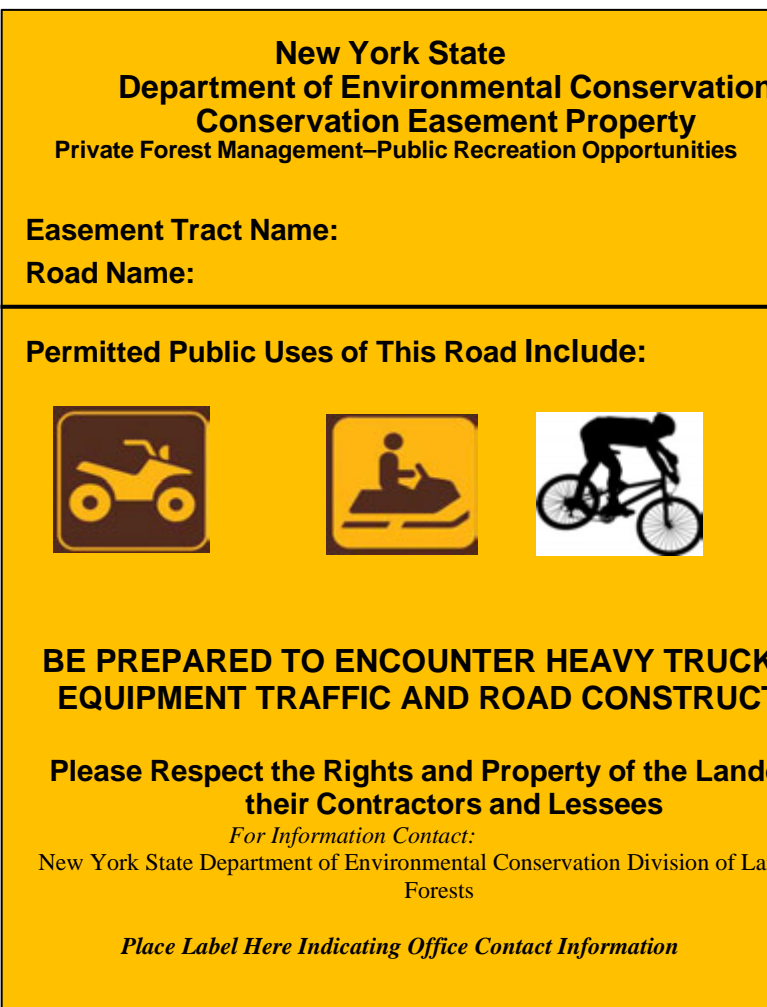 New York State
Department of Environmental Conservation
Conservation Easement Property
Private Forest Management–Public Recreation Opportunities
Easement Tract Name:
Road Name:
Permitted Public Uses of This Road Include:
BE PREPARED TO ENCOUNTER HEAVY TRUCK
EQUIPMENT TRAFFIC AND ROAD CONSTRUCT
Please Respect the Rights and Property of the Land
their Contractors and Lessees
For Information Contact:
New York State Department of Environmental Conservation Division of La
Forests
Place Label Here Indicating Office Contact Information